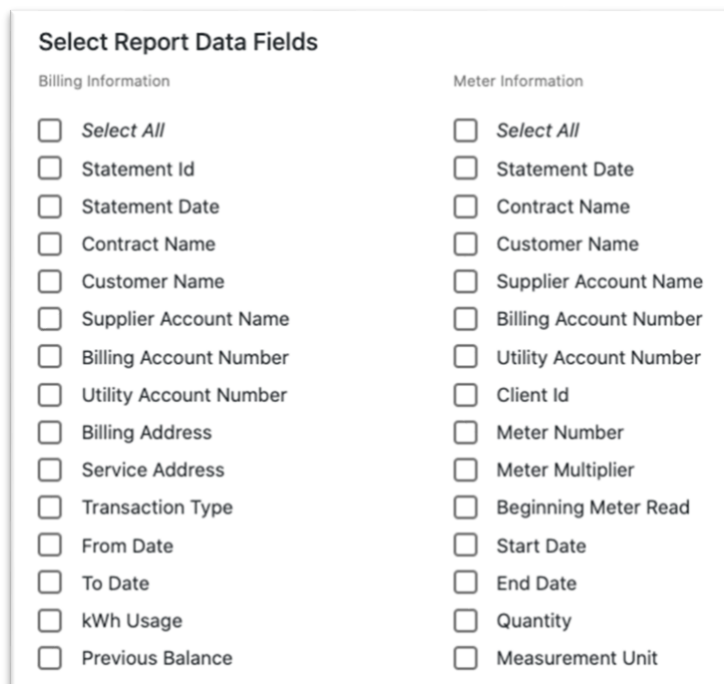 Select Report Data Fields
Billing Information
Select All
Statement Id
Statement Date
Contract Name
Customer Name
Supplier Account Name
Billing Account Number
Utility Account Number
Billing Address
Service Address
Transaction Type
From Date
To Date
kWh Usage
Previous Balance
Meter Information
Select All
Statement Date
Contract Name
Customer Name
Supplier Account Name
Billing Account Number
Utility Account Number
Client Id
Meter Number
Meter Multiplier
Beginning Meter Read
Start Date
End Date
Quantity
Measurement Unit